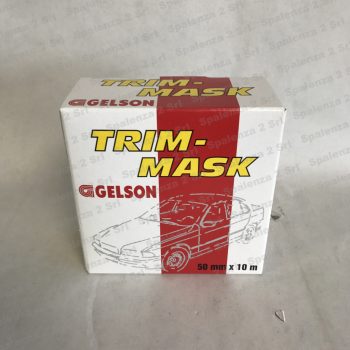 TRIM-
MASK
GELSON
TRIM-
MASK
GELSON
50 mm x 10 m
Spalenza 2 Srl